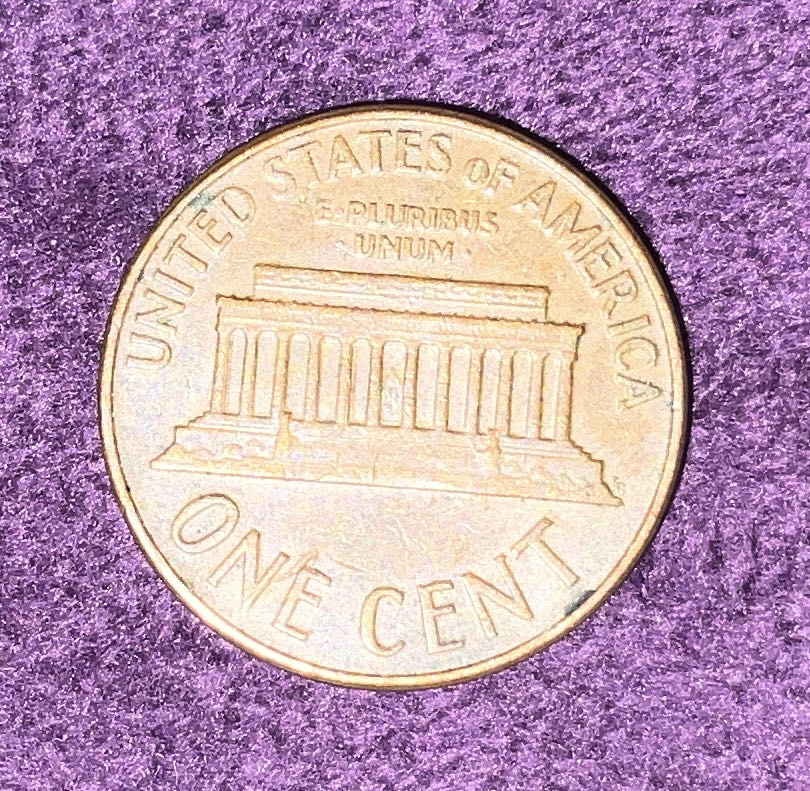 UNITED STATES OF AMERICA
E·PLURIBUS
UNUM
ONE CENT